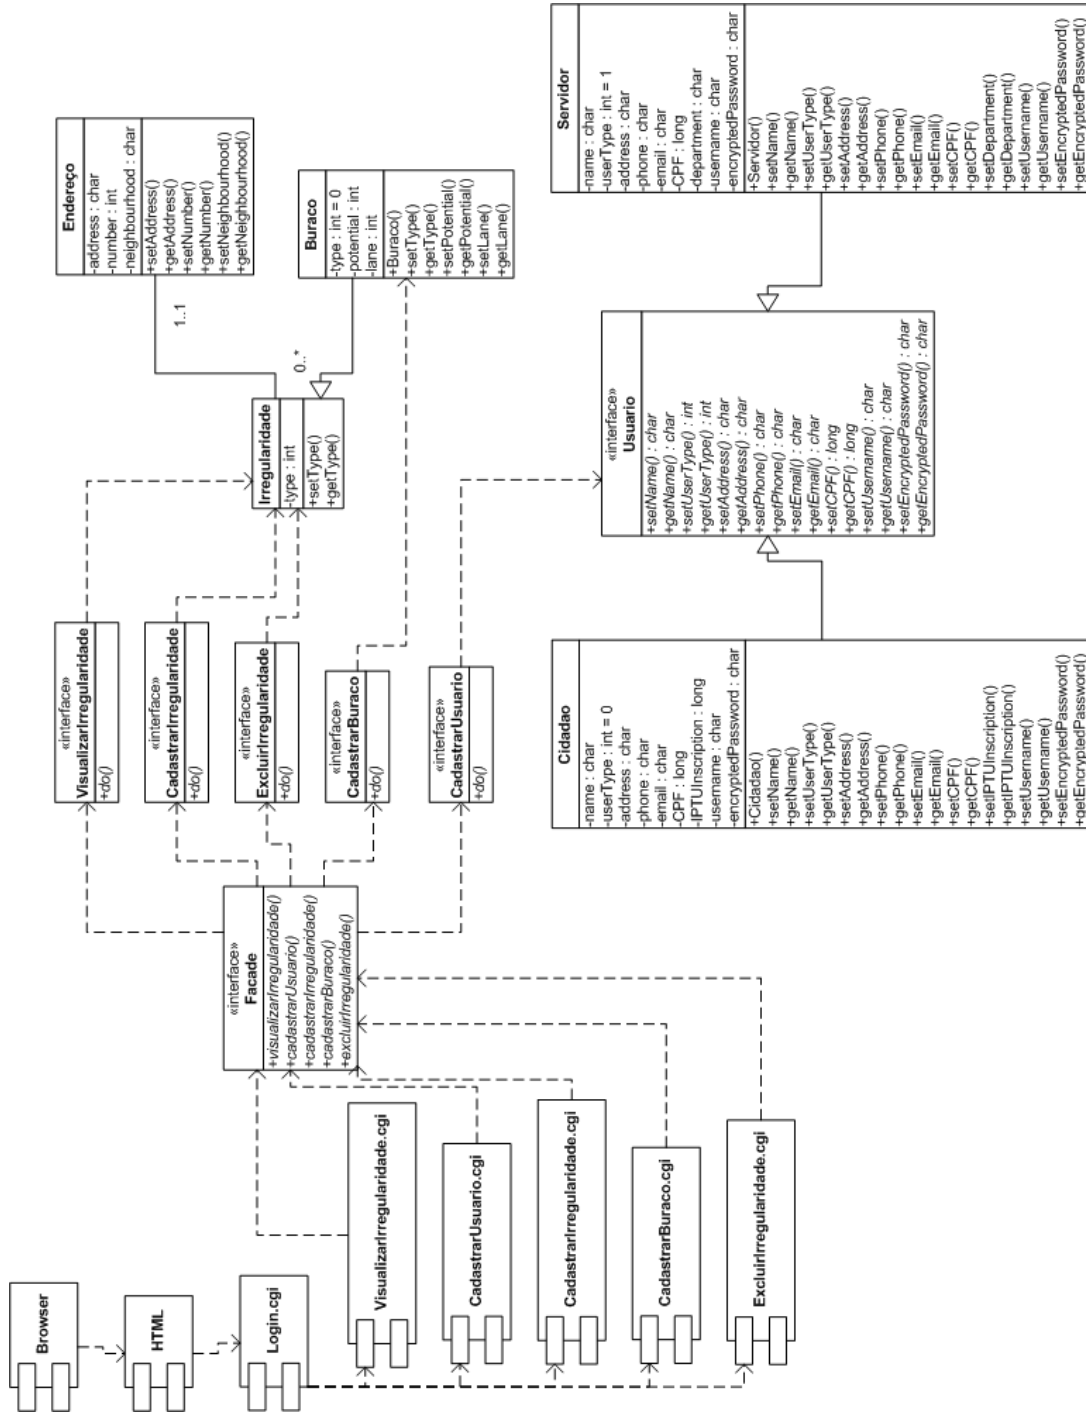 Browser
HTML
Login.cgi
VisualizarIrregularidade.cgi
CadastrarUsuario.cgi
CadastrarIrregularidade.cgi
CadastrarBuraco.cgi
ExcluirIrregularidade.cgi
«interface»
Facade
+visualizarIrregularidade()
+cadastrarUsuario()
+cadastrarIrregularidade()
+cadastrarBuraco()
+excluirIrregularidade()
«interface»
VisualizarIrregularidade
+do()
«interface»
CadastrarIrregularidade
+do()
«interface»
ExcluirIrregularidade
+do()
«interface»
CadastrarBuraco
+do()
«interface»
CadastrarUsuario
+do()
Irregularidade
-type : int
+setType()
+getType()
1..1
0..*
Endereço
-address : char
-number : int
-neighbourhood : char
+setAddress()
+getAddress()
+setNumber()
+getNumber()
+setNeighbourhood()
+getNeighbourhood()
Buraco
-type : int = 0
-potential : int
-lane : int
+Buraco()
+setType()
+getType()
+setPotential()
+getPotential()
+setLane()
+getLane()
Cidadao
-name : char
-userType : int = 0
-address : char
-phone : char
-email : char
-CPF : long
-IPTUInscription : long
-username : char
-encryptedPassword : char
+Cidadao()
+setName()
+getName()
+setUserType()
+getUserType()
+setAddress()
+getAddress()
+setPhone()
+getPhone()
+setEmail()
+getEmail()
+setCPF()
+getCPF()
+setIPTUInscription()
+getIPTUInscription()
+setUsername()
+getUsername()
+setEncryptedPassword()
+getEncryptedPassword()
«interface»
Usuario
+setName() : char
+getName() : char
+setUserType() : int
+getUserType() : int
+setAddress() : char
+getAddress() : char
+setPhone() : char
+getPhone() : char
+setEmail() : char
+getEmail() : char
+setCPF() : long
+getCPF() : long
+setUsername() : char
+getUsername() : char
+setEncryptedPassword() : char
+getEncryptedPassword() : char
Servidor
-name : char
-userType : int = 1
-address : char
-phone : char
-email : char
-CPF : long
-department : char
-username : char
-encryptedPassword : char
+Servidor()
+setName()
+getName()
+setUserType()
+getUserType()
+setAddress()
+getAddress()
+setPhone()
+getPhone()
+setEmail()
+getEmail()
+setCPF()
+getCPF()
+setDepartment()
+getDepartment()
+setUsername()
+getUsername()
+setEncryptedPassword()
+getEncryptedPassword()